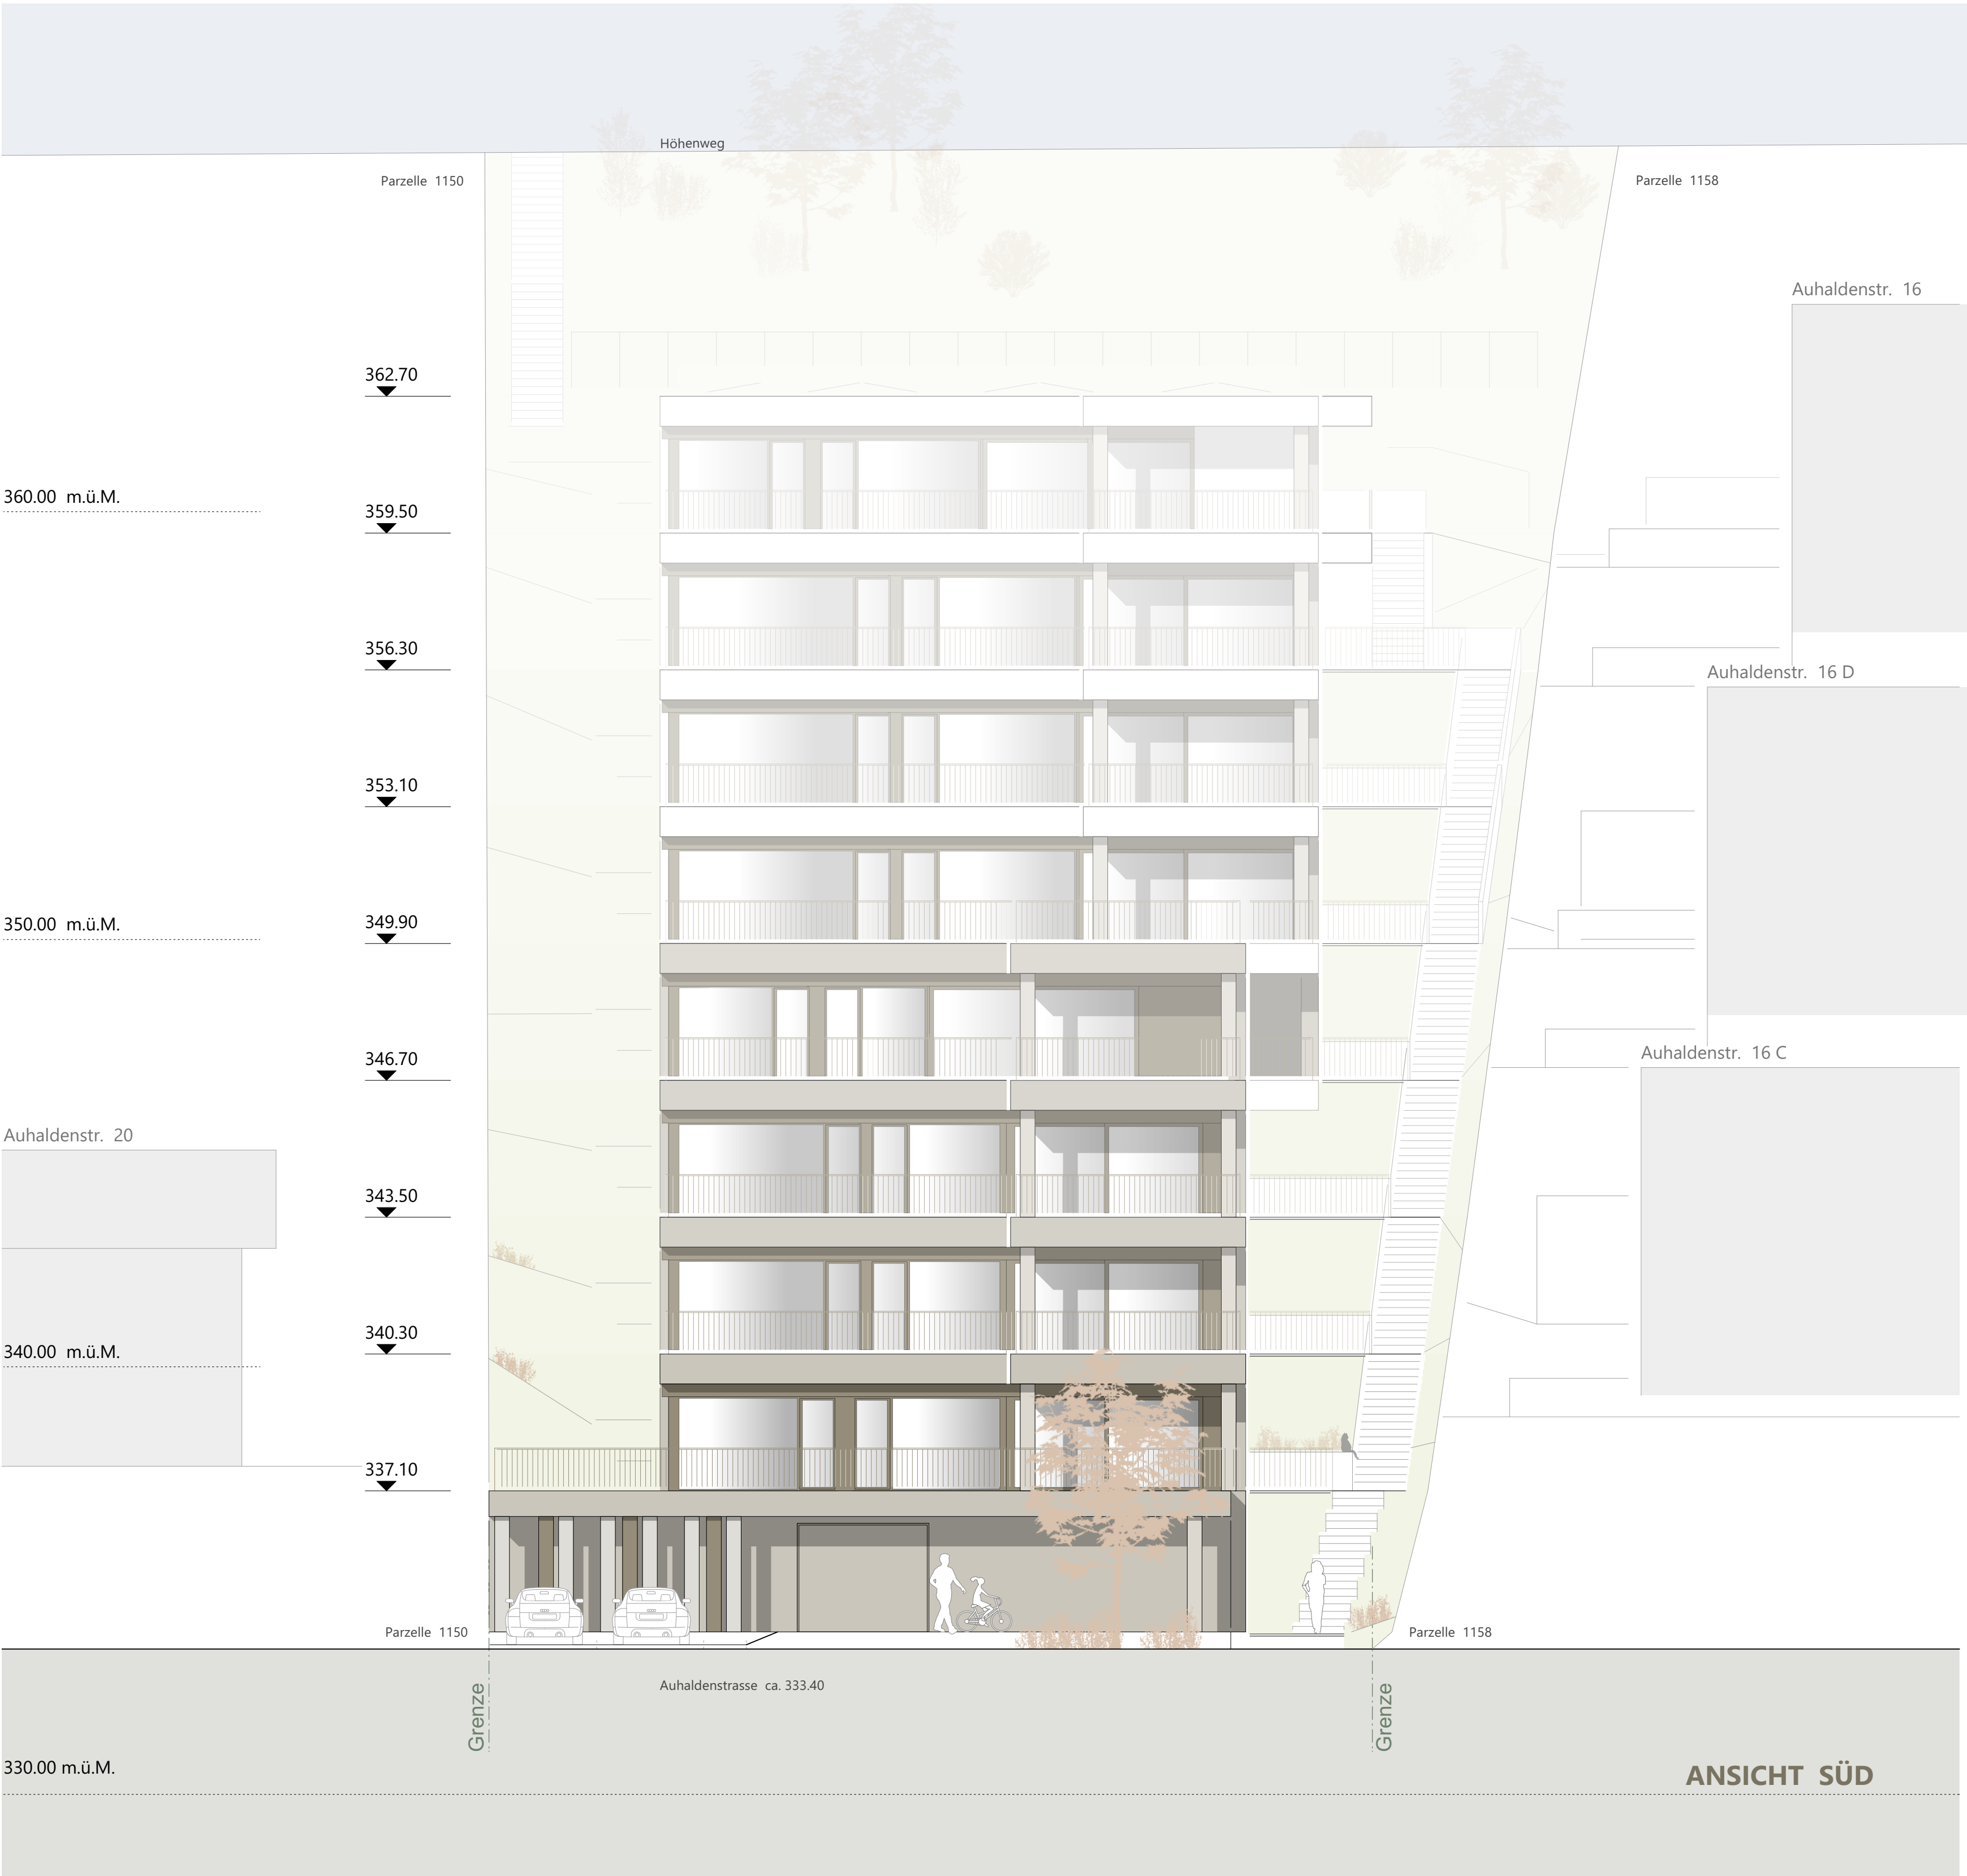 Höhenweg
Parzelle 1150
Parzelle 1158
Auhaldenstr. 16
362.70
360.00 m.ü.M.
359.50
356.30
Auhaldenstr. 16 D
353.10
350.00 m.ü.M.
349.90
346.70
Auhaldenstr. 16 C
Auhaldenstr. 20
343.50
340.30
340.00 m.ü.M.
337.10
Parzelle 1150
Parzelle 1158
Auhaldenstrasse ca. 333.40
Grenze
Grenze
330.00 m.ü.M.
ANSICHT SÜD